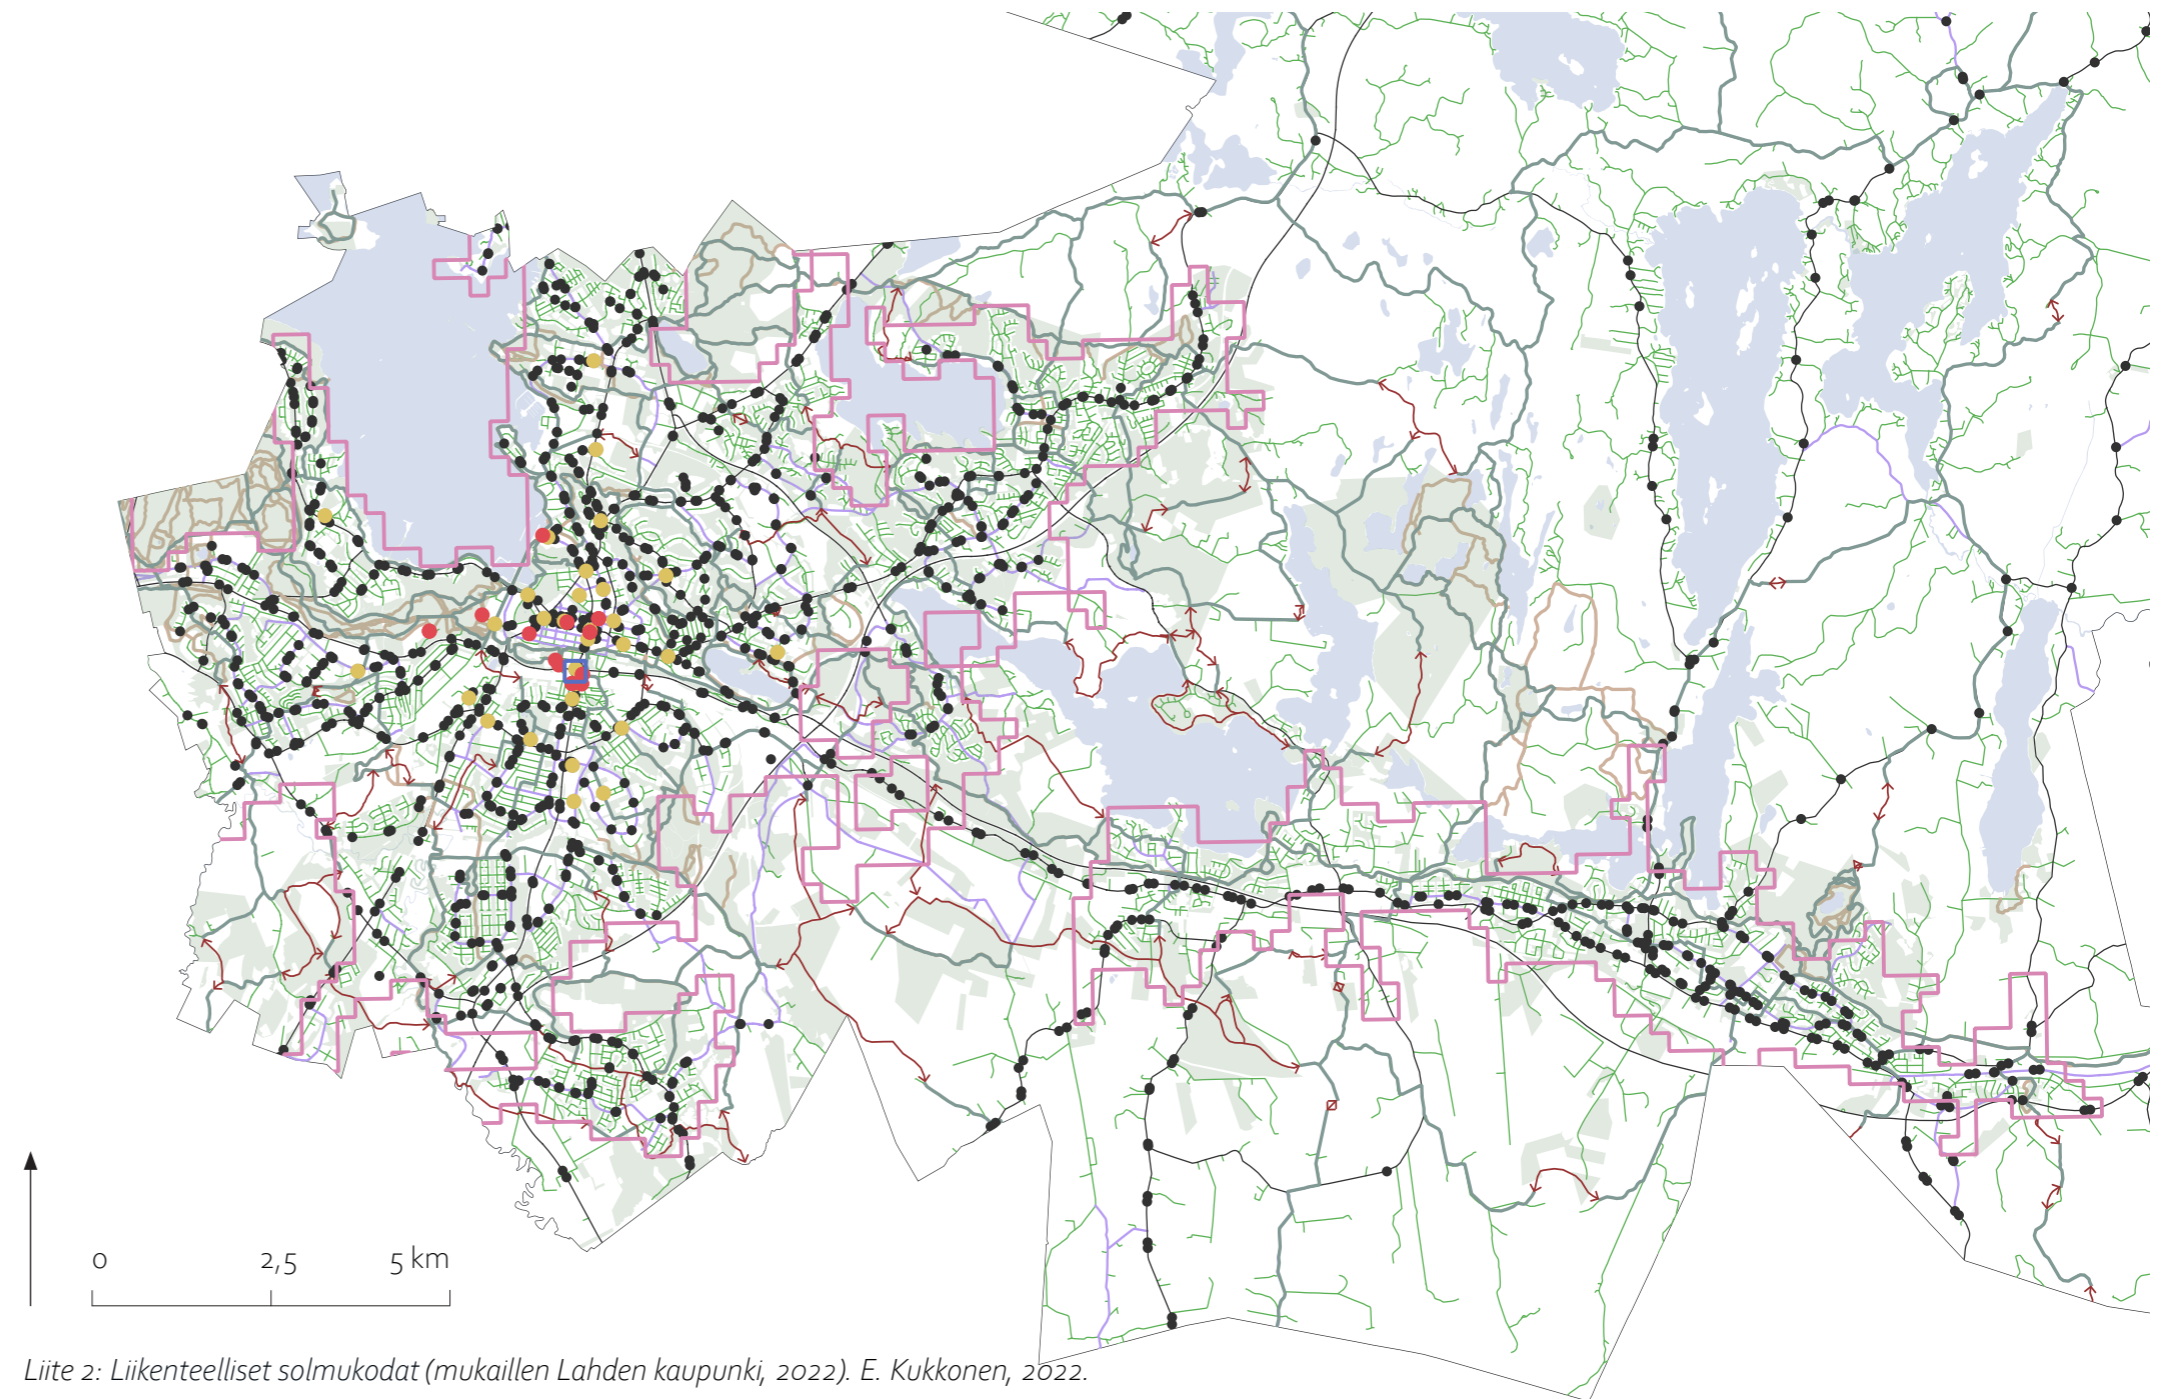 0 2,5 5 km
Liite 2: Liikenteelliset solmukodat (mukaillen Lahden kaupunki, 2022). E. Kukkonen, 2022.